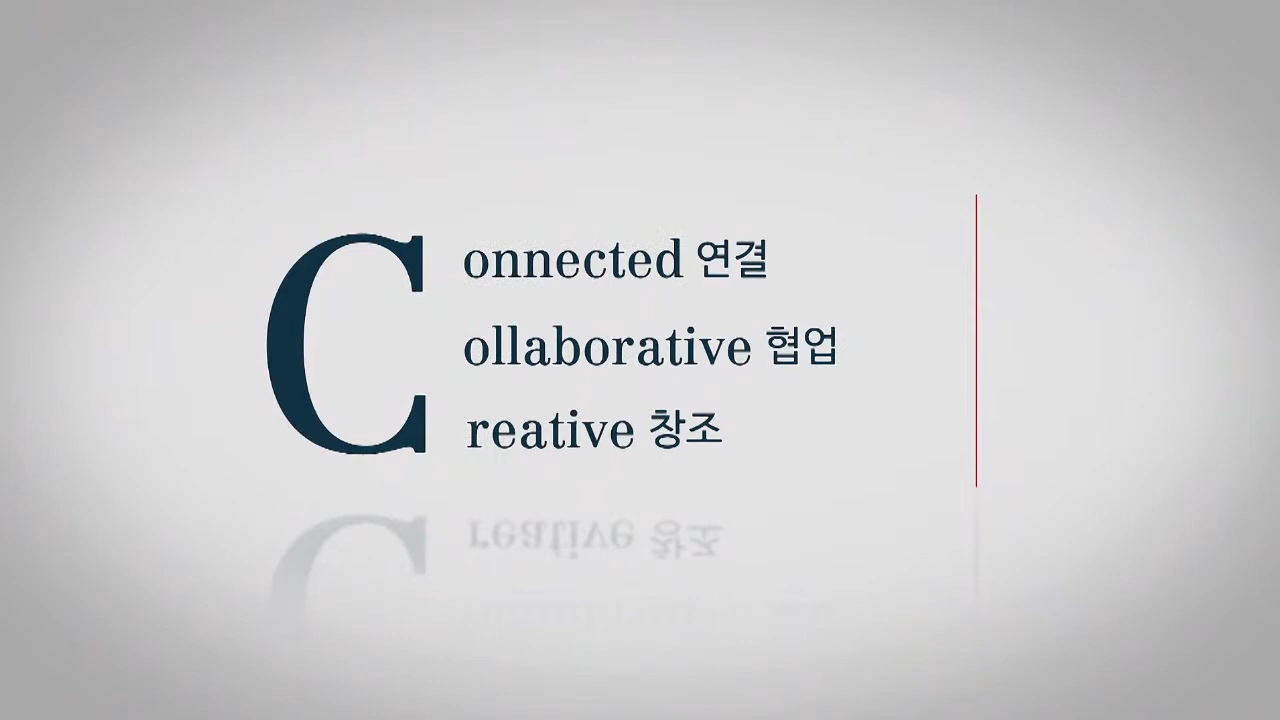 Connected 연결
Collaborative 협업
Creative 창조